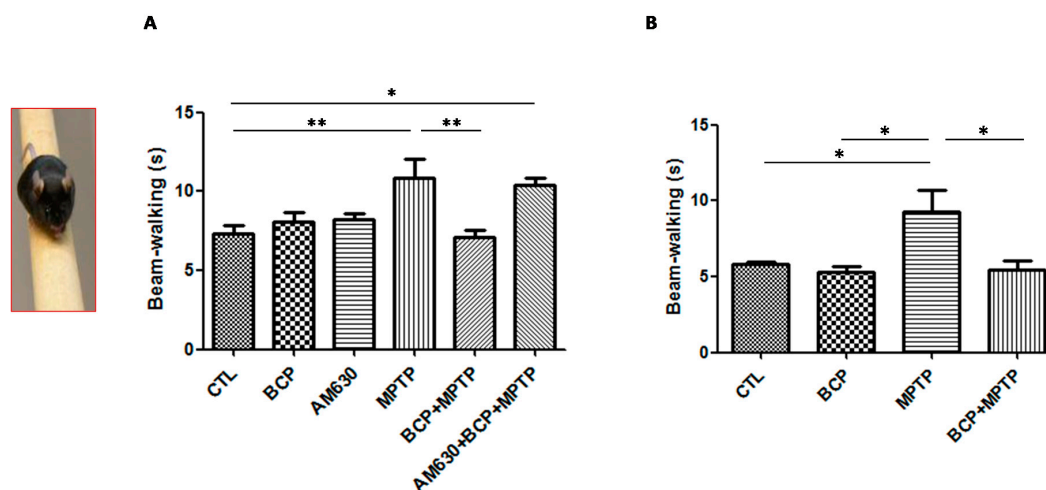 A
B
*
**
**
15
10
5
0
Beam-walking (s)
CTL
BCP
AM630
MPTP
BCP+MPTP
AM630+BCP+MPTP
*
*
*
15
10
5
0
Beam-walking (s)
CTL
BCP
MPTP
BCP+MPTP